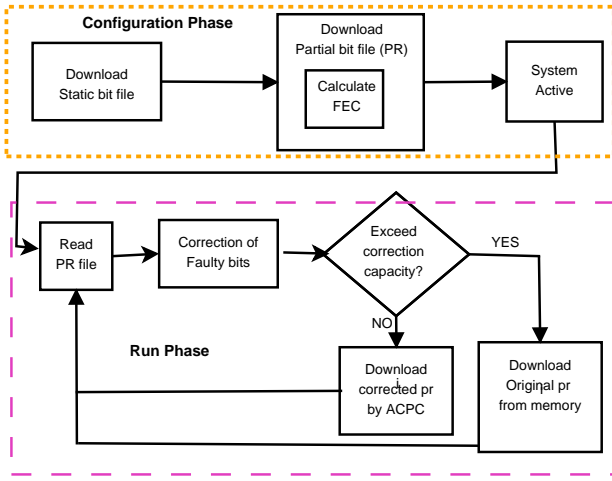 Configuration Phase
Download
Static bit file
Download
Partial bit file (PR)
Calculate
FEC
System
Active
Read
PR file
Correction of
Faulty bits
Exceed
correction
capacity?
YES
NO
Run Phase
Download
corrected pr
by ACPC
Download
Original pr
from memory